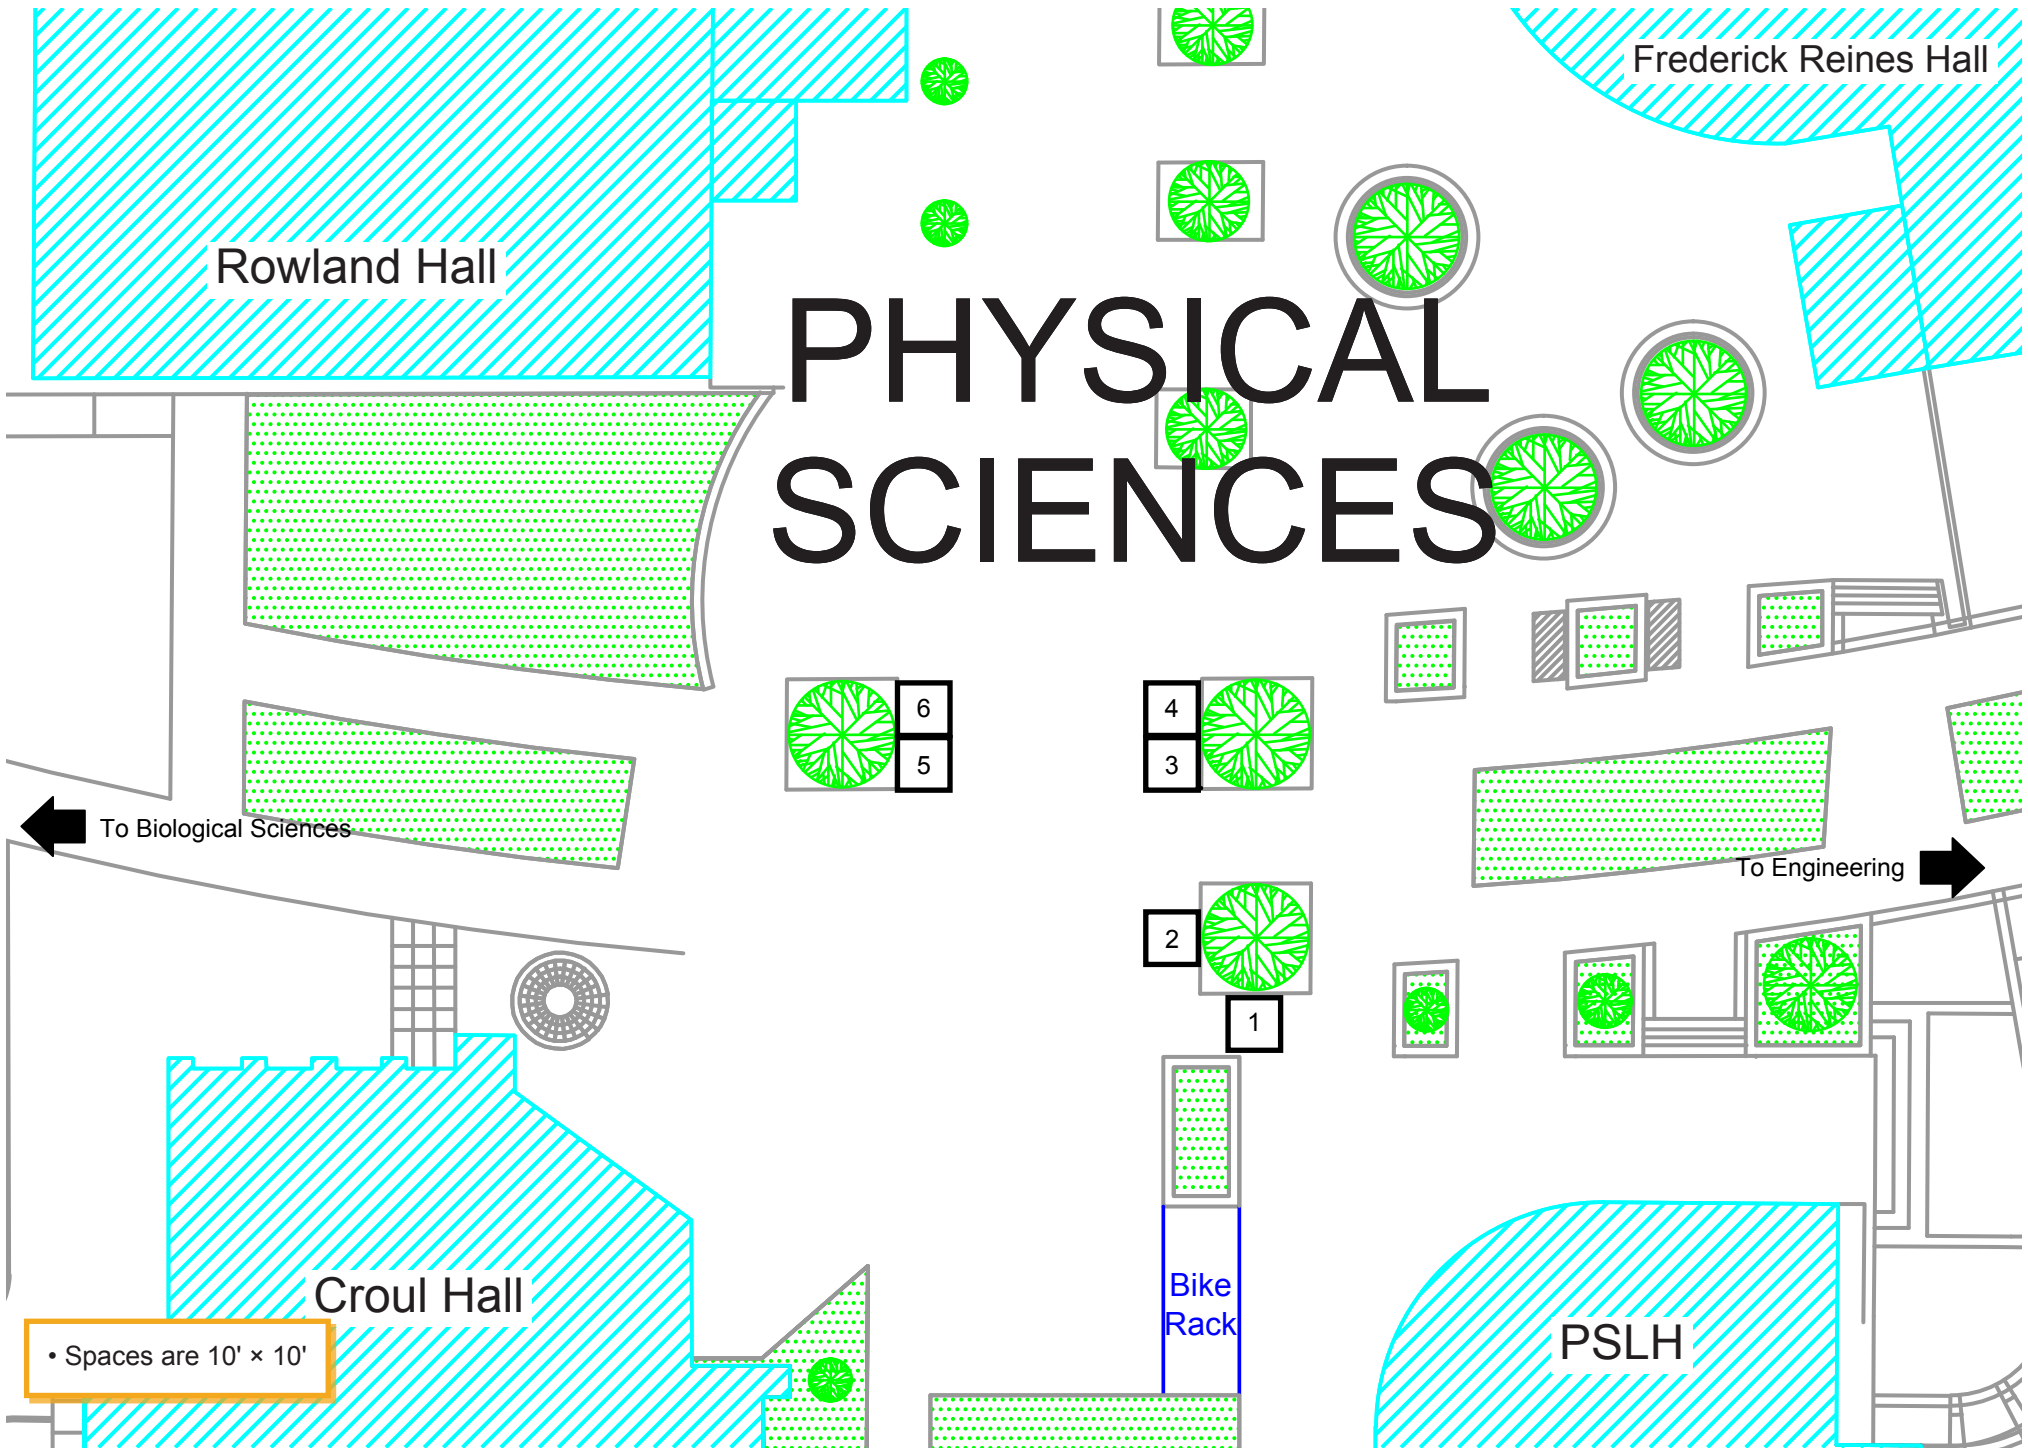 Frederick Reines Hall
Rowland Hall
PHYSICAL
SCIENCES
6
4
5
3
To Biological Sciences
To Engineering
2
1
Bike
Rack
Croul Hall
PSLH
• Spaces are 10' × 10'